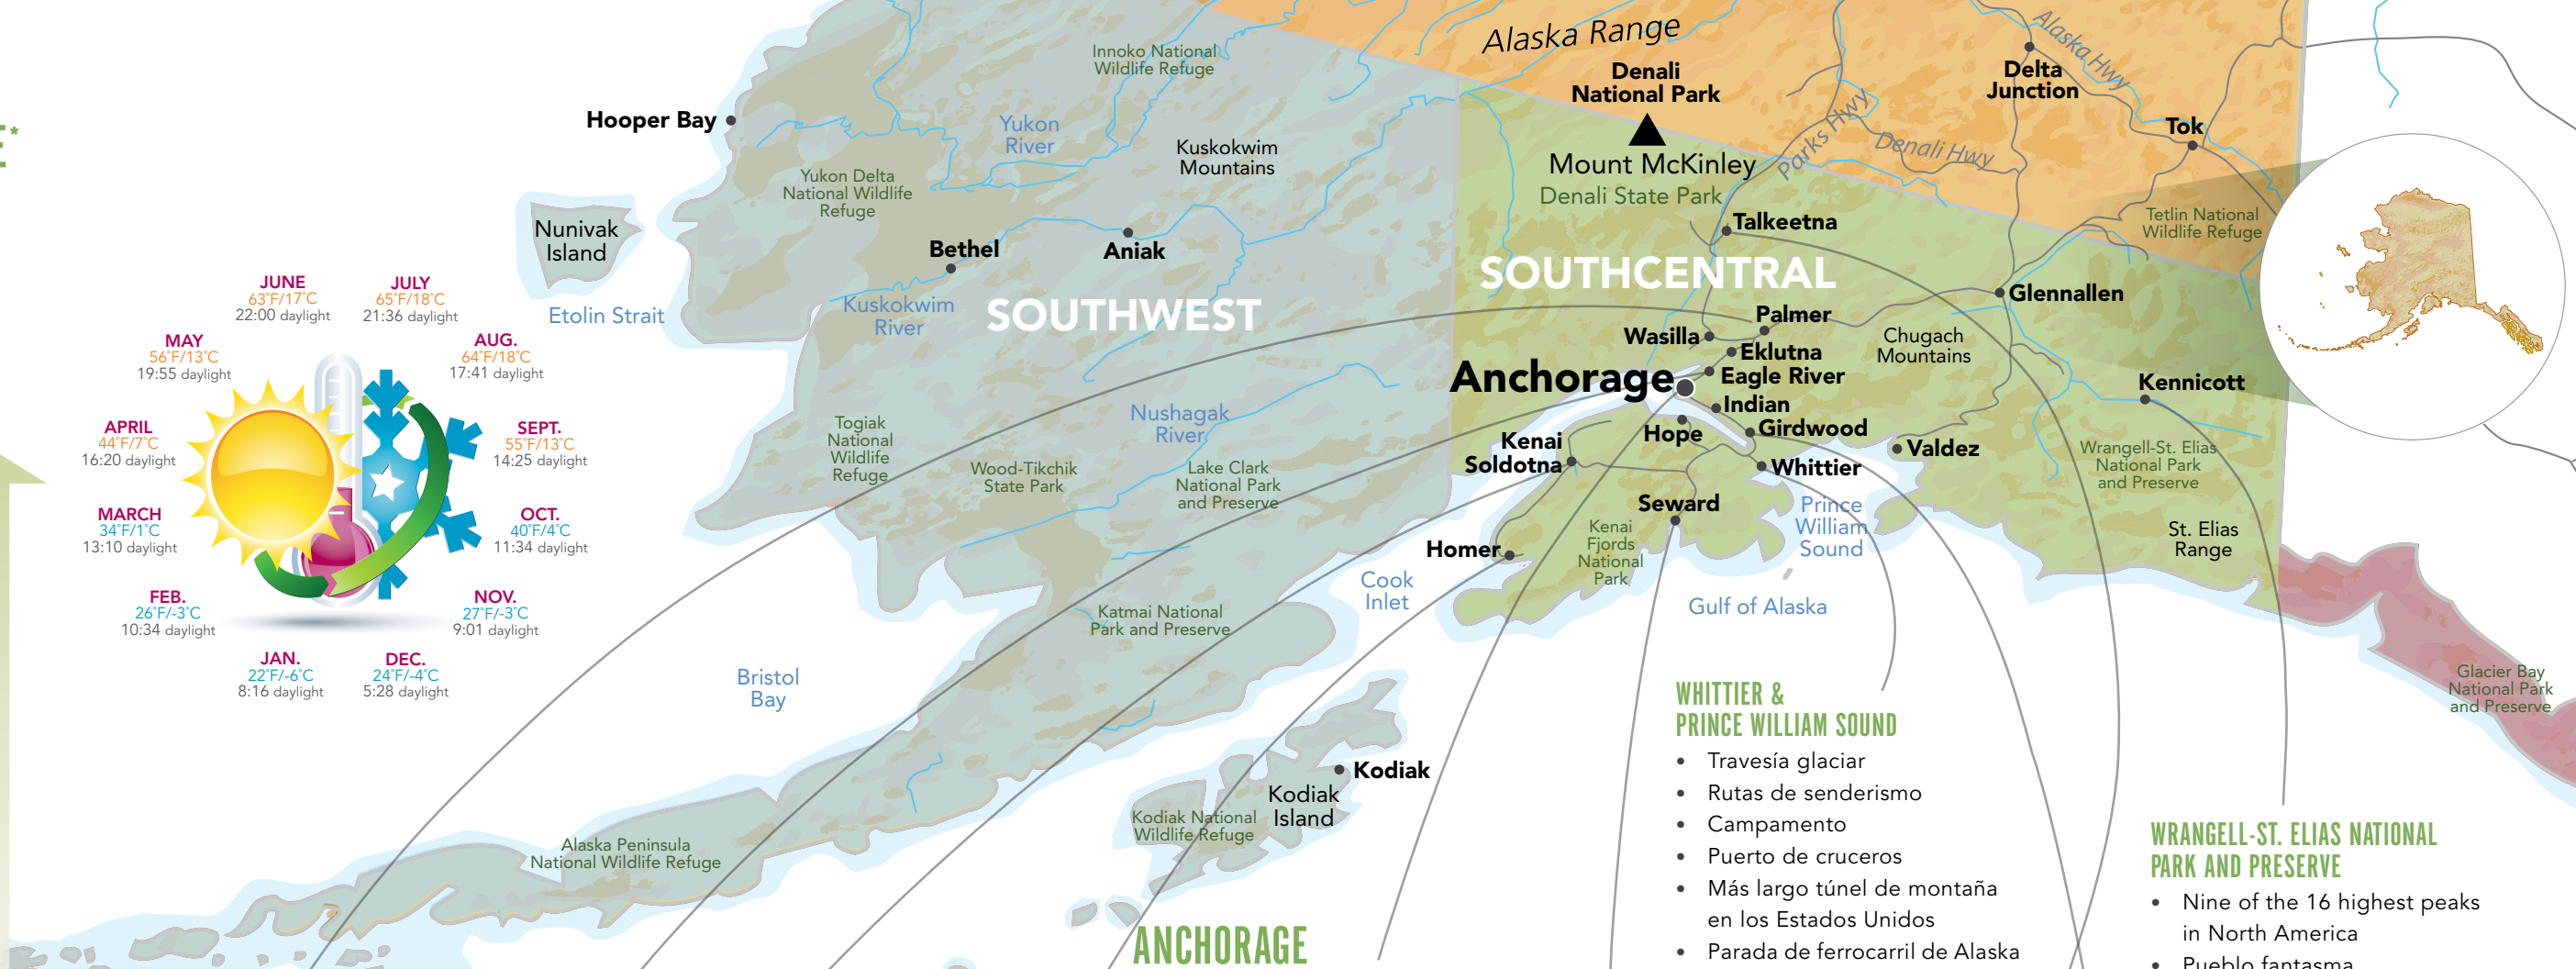 E*
JUNE
63°F/17°C
22:00 daylight
JULY
65°F/18°C
21:36 daylight
MAY
56°F/13°C
19:55 daylight
AUG.
64°F/18°C
17:41 daylight
APRIL
44°F/7°C
16:20 daylight
SEPT.
55°F/13°C
14:25 daylight
MARCH
34°F/1°C
13:10 daylight
OCT.
40°F/4°C
11:34 daylight
FEB.
26°F/-3°C
10:34 daylight
NOV.
27°F/-3°C
9:01 daylight
JAN.
22°F/-6°C
8:16 daylight
DEC.
24°F/-4°C
5:28 daylight
Hooper Bay
Nunivak
Island
Etolin Strait
Innoko National
Wildlife Refuge
Yukon
River
Kuskokwim
Mountains
Yukon Delta
National Wildlife
Refuge
Bethel
Aniak
Kuskokwim
River
SOUTHWEST
Togiak
National
Wildlife
Refuge
Nushagak
River
Wood-Tikchik
State Park
Lake Clark
National Park
and Preserve
Katmai National
Park and Preserve
Bristol
Bay
Alaska Peninsula
National Wildlife Refuge
Kodiak National
Wildlife Refuge
Kodiak
Island
Kodiak
Cook
Inlet
Alaska Range
Denali
National Park
Mount McKinley
Denali State Park
Parks Hwy
Denali Hwy
Alaska Hwy
Delta
Junction
Tok
Tetlin National
Wildlife Refuge
Talkeetna
SOUTHCENTRAL
Glennallen
Palmer
Wasilla
Eklutna
Eagle River
Anchorage
Chugach
Mountains
Indian
Girdwood
Hope
Kenai
Soldotna
Whittier
Valdez
Kennicott
Wrangell-St. Elias
National Park
and Preserve
St. Elias
Range
Seward
Homer
Kenai
Fjords
National
Park
Prince
William
Sound
Gulf of Alaska
Glacier Bay
National Park
and Preserve
ANCHORAGE
WHITTIER &
PRINCE WILLIAM SOUND
• Travesía glaciar
• Rutas de senderismo
• Campamento
• Puerto de cruceros
• Más largo túnel de montaña
en los Estados Unidos
• Parada de ferrocarril de Alaska
WRANGELL-ST. ELIAS NATIONAL
PARK AND PRESERVE
• Nine of the 16 highest peaks
in North America
• Pueblo fantasma